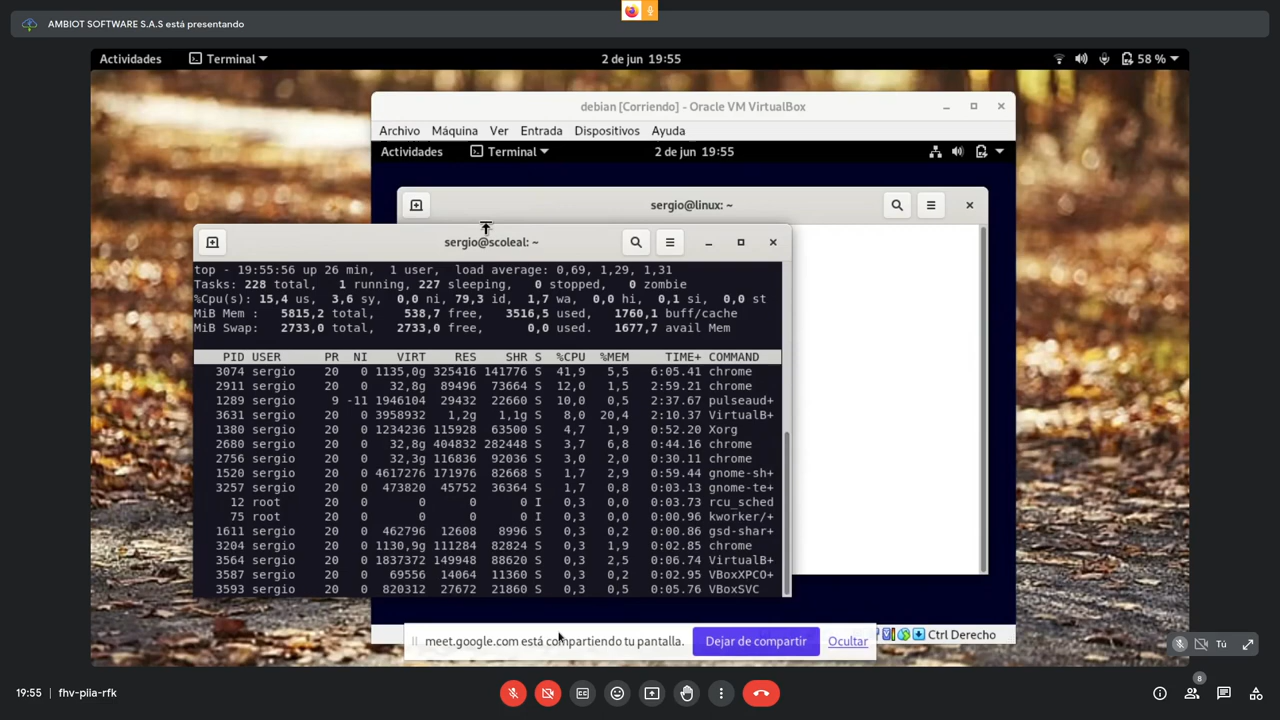 AMBIOT SOFTWARE S.A.S está presentando
Actividades Terminal 2 de jun 19:55 58 %
debian [Corriendo] - Oracle VM VirtualBox
Archivo Máquina Ver Entrada Dispositivos Ayuda
Actividades Terminal 2 de jun 19:55
sergio@linux: ~
sergio@scoleal: ~
top - 19:55:56 up 26 min, 1 user, load average: 0,69, 1,29, 1,31
Tasks: 228 total, 1 running, 227 sleeping, 0 stopped, 0 zombie
%Cpu(s): 15,4 us, 3,6 sy, 0,0 ni, 79,3 id, 1,7 wa, 0,0 hi, 0,1 si, 0,0 st
MiB Mem : 5815,2 total, 538,7 free, 3516,5 used, 1760,1 buff/cache
MiB Swap: 2733,0 total, 2733,0 free, 0,0 used. 1677,7 avail Mem
PID USER PR NI VIRT RES SHR S %CPU %MEM TIME+ COMMAND
3074 sergio 20 0 1135,0g 325416 141776 S 41,9 5,5 6:05.41 chrome
2911 sergio 20 0 32,8g 89496 73664 S 12,0 1,5 2:59.21 chrome
1289 sergio 9 -11 1946104 29432 22660 S 10,0 0,5 2:37.67 pulseaud+
3631 sergio 20 0 3958932 1,2g 1,1g S 8,0 20,4 2:10.37 VirtualB+
1380 sergio 20 0 1234236 115928 63500 S 4,7 1,9 0:52.20 Xorg
2680 sergio 20 0 32,8g 404832 282448 S 3,7 6,8 0:44.16 chrome
2756 sergio 20 0 32,3g 116836 92036 S 3,0 2,0 0:30.11 chrome
1520 sergio 20 0 4617276 171976 82668 S 1,7 2,9 0:59.44 gnome-sh+
3257 sergio 20 0 473820 45752 36364 S 1,7 0,8 0:03.13 gnome-te+
12 root 20 0 0 0 0 I 0,3 0,0 0:03.73 rcu_sched
75 root 20 0 0 0 0 I 0,3 0,0 0:00.96 kworker/+
1611 sergio 20 0 462796 12608 8996 S 0,3 0,2 0:00.86 gsd-shar+
3204 sergio 20 0 1130,9g 111284 82824 S 0,3 1,9 0:02.85 chrome
3564 sergio 20 0 1837372 149948 88620 S 0,3 2,5 0:06.74 VirtualB+
3587 sergio 20 0 69556 14064 11360 S 0,3 0,2 0:02.95 VBoxXPCO+
3593 sergio 20 0 820312 27672 21860 S 0,3 0,5 0:05.76 VBoxSVC
Ctrl Derecho
meet.google.com está compartiendo tu pantalla. Dejar de compartir Ocultar
Tú
19:55 fhv-piia-rfk
8